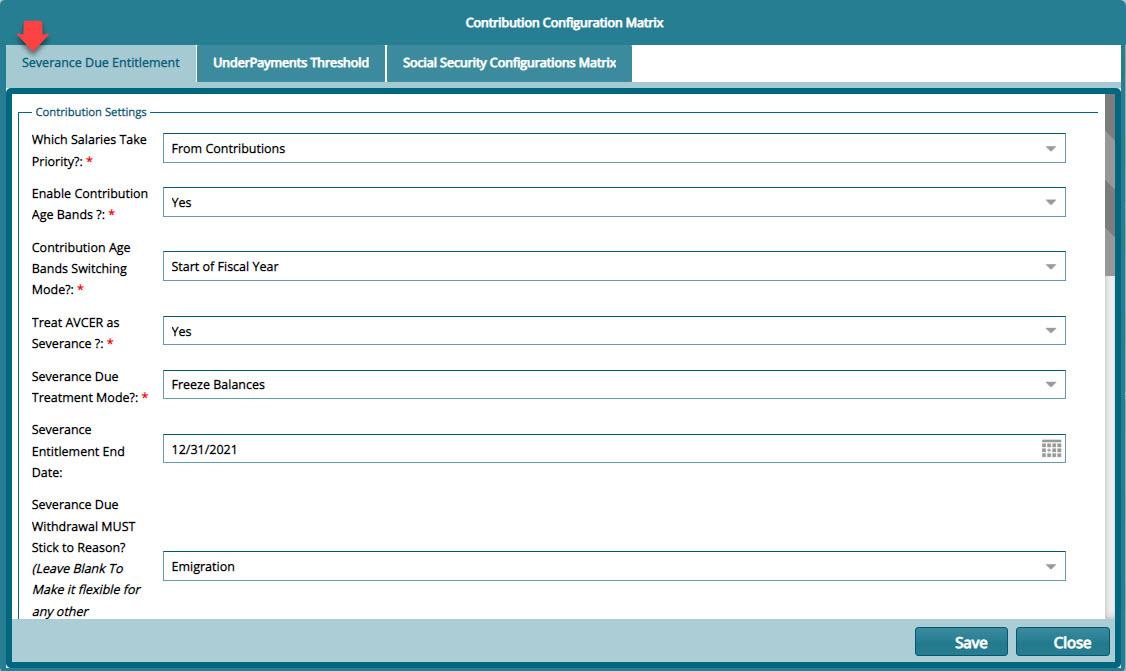 Contribution Configuration Matrix
Severance Due Entitlement
UnderPayments Threshold
Social Security Configurations Matrix
Contribution Settings
Which Salaries Take
Priority?: *
From Contributions
Enable Contribution
Age Bands ?: *
Yes
Contribution Age
Bands Switching
Mode?: *
Start of Fiscal Year
Treat AVCER as
Severance ?: *
Yes
Severance Due
Treatment Mode?: *
Freeze Balances
Severance
Entitlement End
Date:
12/31/2021
Severance Due
Withdrawal MUST
Stick to Reason?
(Leave Blank To
Make it flexible for
any other
Emigration
Save
Close